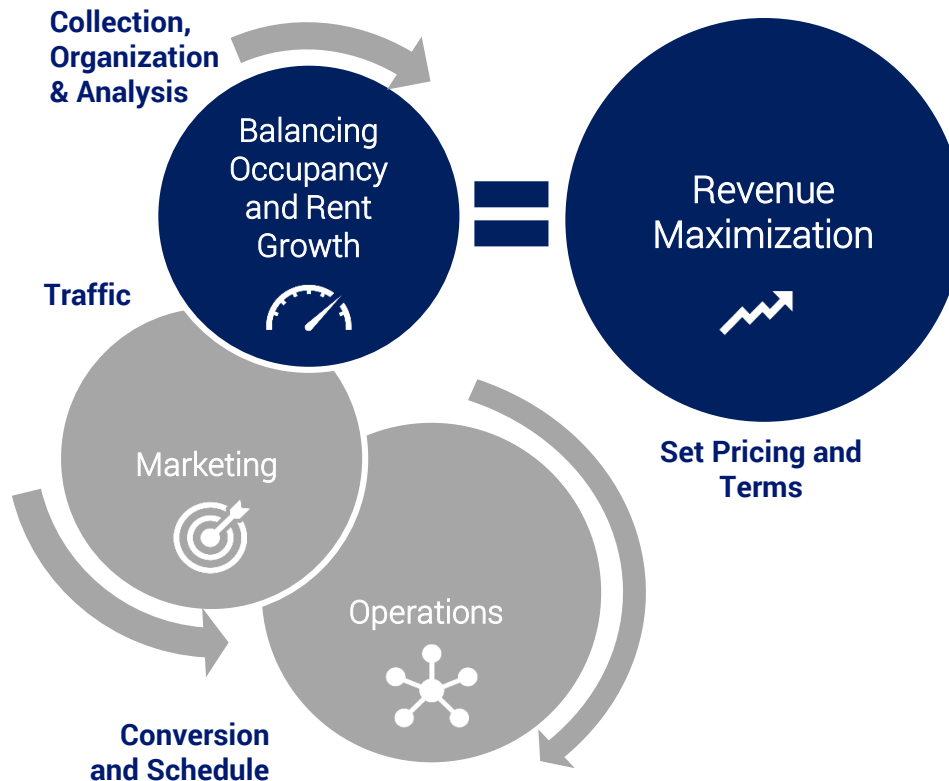 Collection,
Organization
& Analysis
Balancing
Occupancy
and Rent
Growth
Revenue
Maximization
Traffic
Marketing
Set Pricing and
Terms
Operations
Conversion
and Schedule